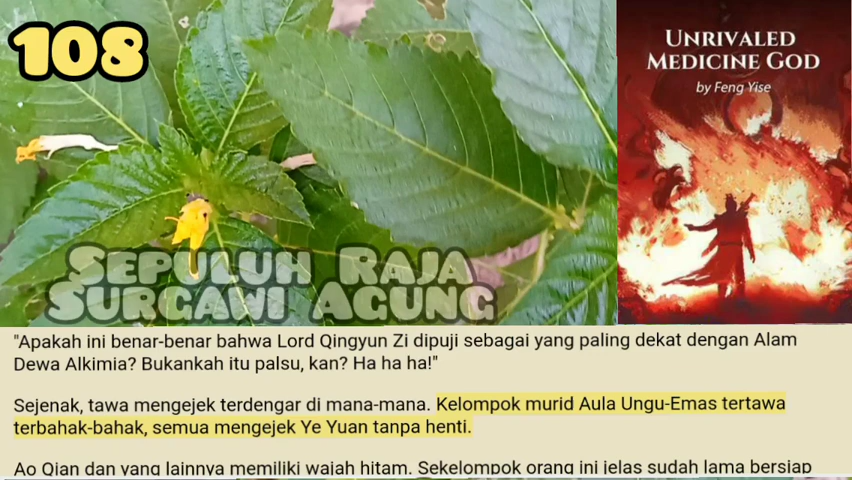 108
UNRIVALED
MEDICINE GOD
by Feng Yise
SEPULUH RAJA
SURGAWI AGUNG
"Apakah ini benar-benar bahwa Lord Qingyun Zi dipuji sebagai yang paling dekat dengan Alam
Dewa Alkimia? Bukankah itu palsu, kan? Ha ha ha!"
Sejenak, tawa mengejek terdengar di mana-mana. Kelompok murid Aula Ungu-Emas tertawa
terbahak-bahak, semua mengejek Ye Yuan tanpa henti.
Ao Qian dan yang lainnya memiliki wajah hitam. Sekelompok orang ini jelas sudah lama bersiap